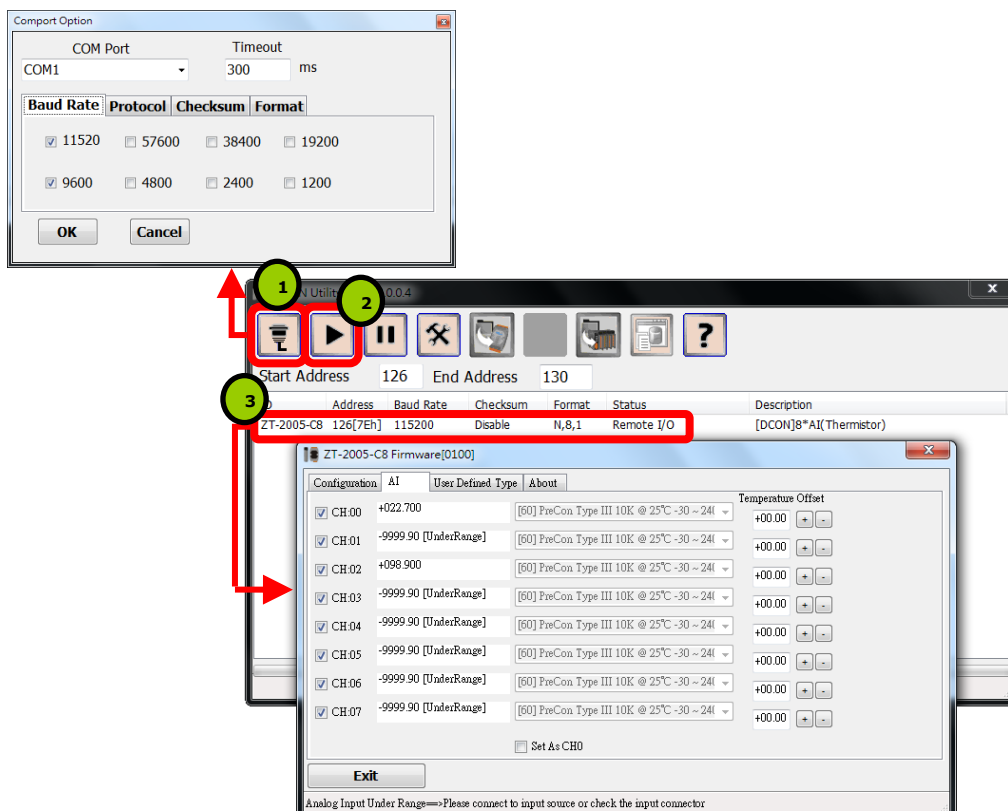 Comport Option
COM Port Timeout
COM1 300 ms
Baud Rate Protocol Checksum Format
11520 57600 38400 19200
9600 4800 2400 1200
OK Cancel
1
2
N Utili 0.0.4
Start Address 126 End Address 130
3
Address Baud Rate Checksum Format Status Description
ZT-2005-C8 126[7Eh] 115200 Disable N,8,1 Remote I/O [DCON]8*AI(Thermistor)
ZT-2005-C8 Firmware[0100]
Configuration AI User Defined Type About
Temperature Offset
CH:00 +022.700 [60] PreCon Type III 10K @ 25°C -30 ~ 24( +00.00 + -
CH:01 -9999.90 [UnderRange] [60] PreCon Type III 10K @ 25°C -30 ~ 24( +00.00 + -
CH:02 +098.900 [60] PreCon Type III 10K @ 25°C -30 ~ 24( +00.00 + -
CH:03 -9999.90 [UnderRange] [60] PreCon Type III 10K @ 25°C -30 ~ 24( +00.00 + -
CH:04 -9999.90 [UnderRange] [60] PreCon Type III 10K @ 25°C -30 ~ 24( +00.00 + -
CH:05 -9999.90 [UnderRange] [60] PreCon Type III 10K @ 25°C -30 ~ 24( +00.00 + -
CH:06 -9999.90 [UnderRange] [60] PreCon Type III 10K @ 25°C -30 ~ 24( +00.00 + -
CH:07 -9999.90 [UnderRange] [60] PreCon Type III 10K @ 25°C -30 ~ 24( +00.00 + -
Set As CH0
Exit
Analog Input Under Range==>Please connect to input source or check the input connector